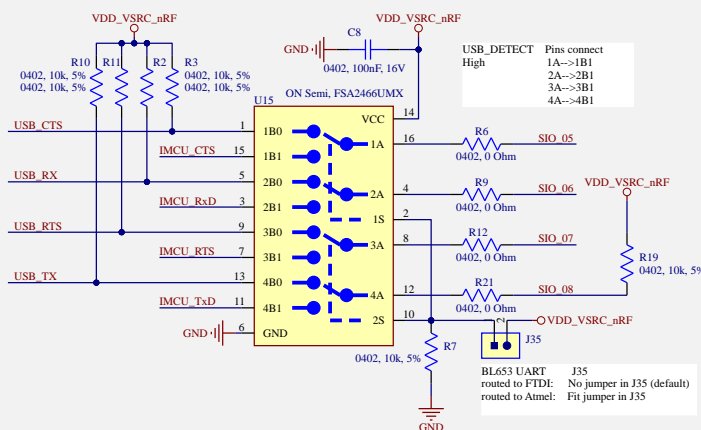 VDD_VSRC_nRF
VDD_VSRC_nRF
C8
GND
0402, 100nF, 16V
USB_DETECT Pins connect
High 1A-->1B1
2A-->2B1
3A-->3B1
4A-->4B1
R10 R11 R2 R3
0402, 10k, 5% 0402, 10k, 5%
0402, 10k, 5% 0402, 10k, 5%
ON Semi, FSA2466UMX
U15
14
VCC
USB_CTS 1 1B0
1A 16 R6 SIO_05
0402, 0 Ohm
IMCU_CTS 15 1B1
USB_RX 5 2B0
2A 4 R9 SIO_06
0402, 0 Ohm
VDD_VSRC_nRF
IMCU_RxD 3 2B1
1S 2
USB_RTS 9 3B0
3A 8 R12 SIO_07
0402, 0 Ohm
IMCU_RTS 7 3B1
R19
0402, 10k, 5%
USB_TX 13 4B0
4A 12 R21 SIO_08
0402, 0 Ohm
IMCU_TxD 11 4B1
2S 10
GND 6 GND
2
VDD_VSRC_nRF
J35
R7
0402, 10k, 5%
GND
BL653 UART J35
routed to FTDI: No jumper in J35 (default)
routed to Atmel: Fit jumper in J35